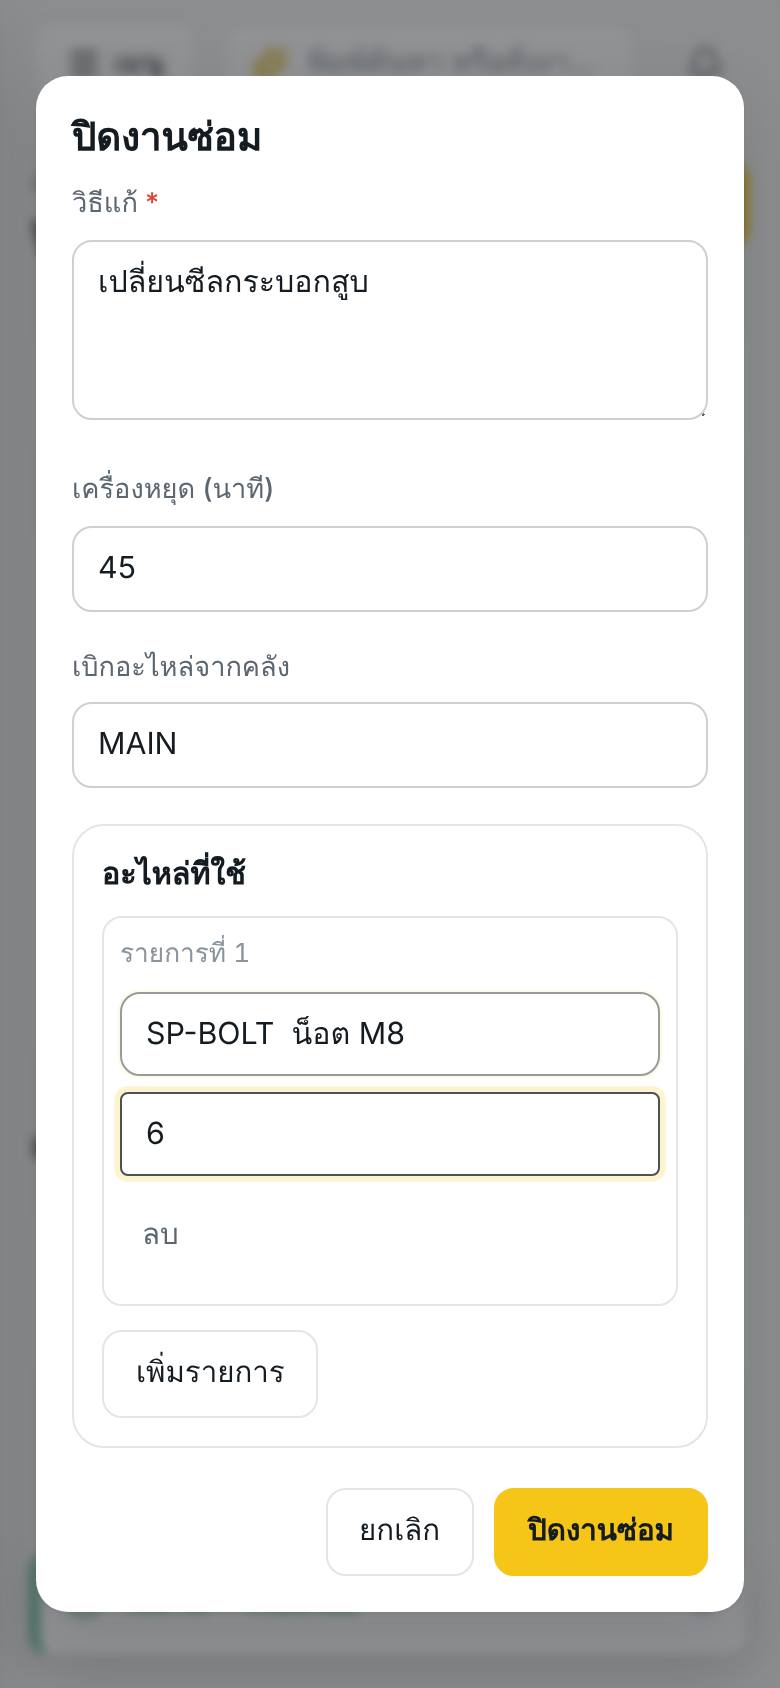 ปิดงานซ่อม
วิธีแก้ *
เปลี่ยนซีลกระบอกสูบ
เครื่องหยุด (นาที)
45
เบิกอะไหล่จากคลัง
MAIN
อะไหล่ที่ใช้
รายการที่ 1
SP-BOLT น็อต M8
6
ลบ
เพิ่มรายการ
ยกเลิก
ปิดงานซ่อม